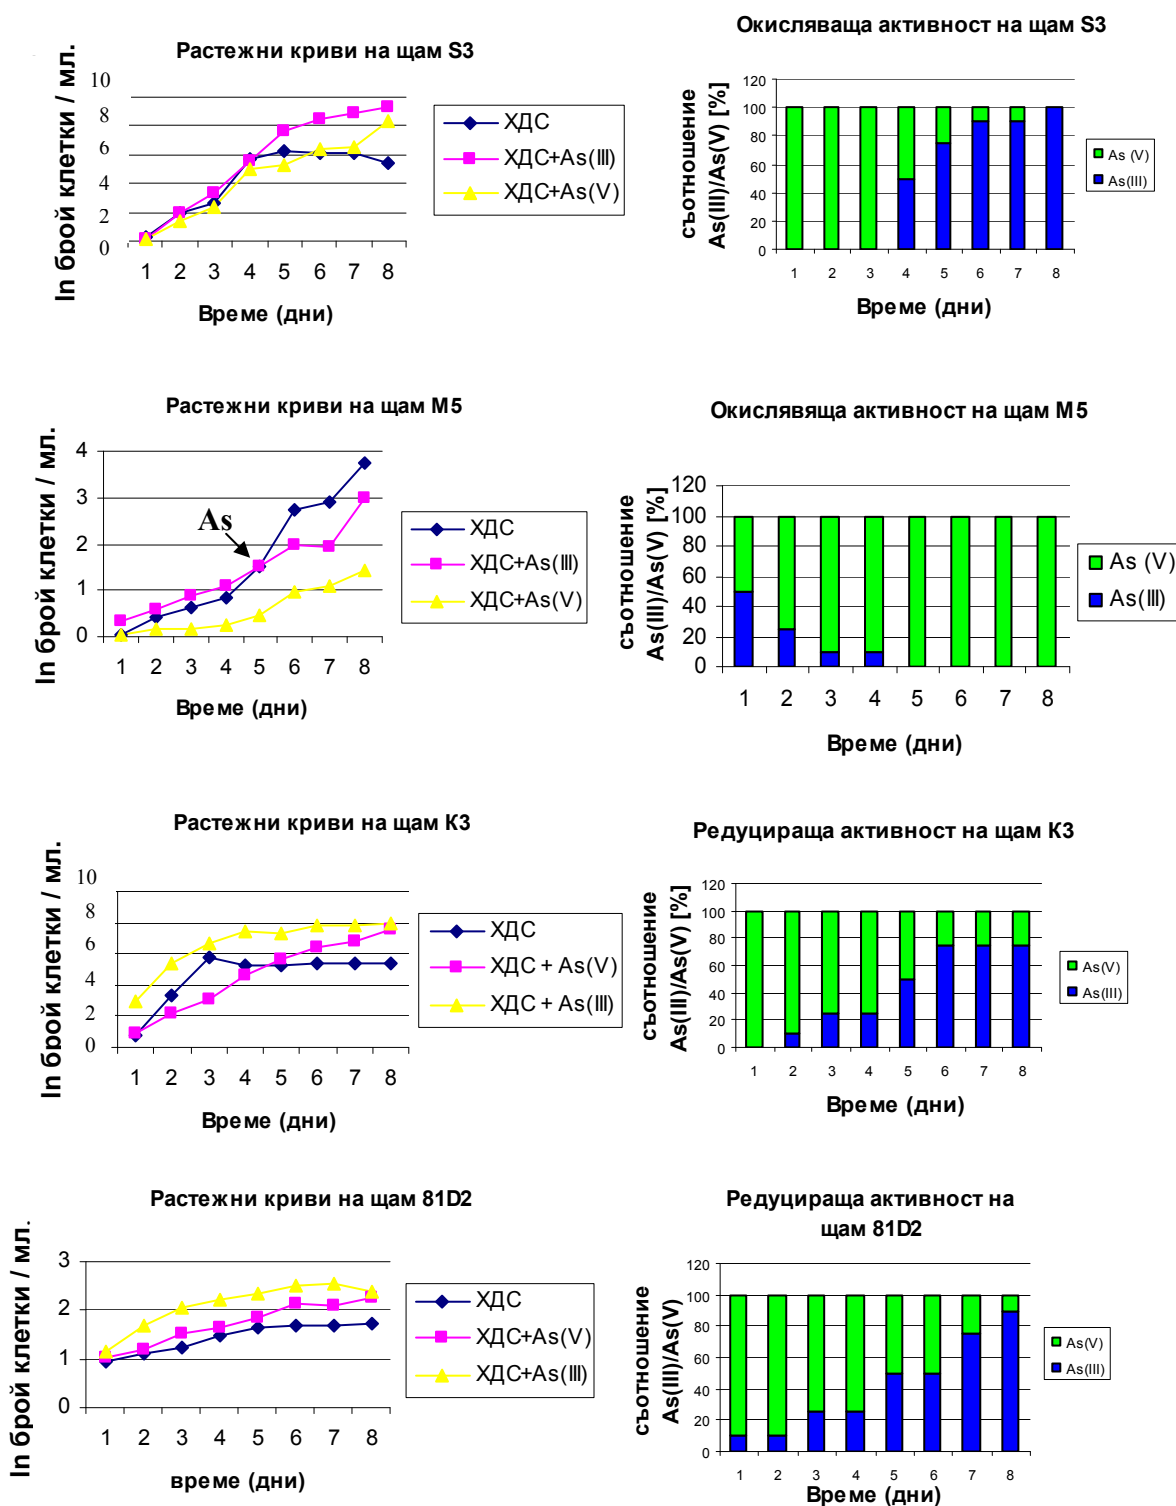 Растежни криви на щам S3
ln брой клетки / мл.
10
8
6
4
2
0
1 2 3 4 5 6 7 8
Време (дни)
ХДС
ХДС+As(III)
ХДС+As(V)
Окисляваща активност на щам S3
съотношение
As(III)/As(V) [%]
120
100
80
60
40
20
0
1 2 3 4 5 6 7 8
As (V)
As(III)
Растежни криви на щам M5
ln брой клетки / мл.
4
3
2
1
0
As
1 2 3 4 5 6 7 8
Време (дни)
ХДС
ХДС+As(III)
ХДС+As(V)
Окислявяща активност на щам M5
съотношение
As(III)/As(V) [%]
120
100
80
60
40
20
0
1 2 3 4 5 6 7 8
Време (дни)
As (V)
As(III)
Растежни криви на щам К3
ln брой клетки / мл.
10
8
6
4
2
0
1 2 3 4 5 6 7 8
Време (дни)
ХДС
ХДС + As(V)
ХДС + As(III)
Редуцираща активност на щам К3
съотношение
As(III)/As(V) [%]
120
100
80
60
40
20
0
1 2 3 4 5 6 7 8
Време (дни)
As(V)
As(III)
Растежни криви на щам 81D2
ln брой клетки / мл.
3
2
1
0
1 2 3 4 5 6 7 8
време (дни)
ХДС
ХДС+As(V)
ХДС+As(III)
Редуцираща активност на
щам 81D2
съотношение
As(III)/As(V)
120
100
80
60
40
20
0
1 2 3 4 5 6 7 8
Време (дни)
As(V)
As(III)